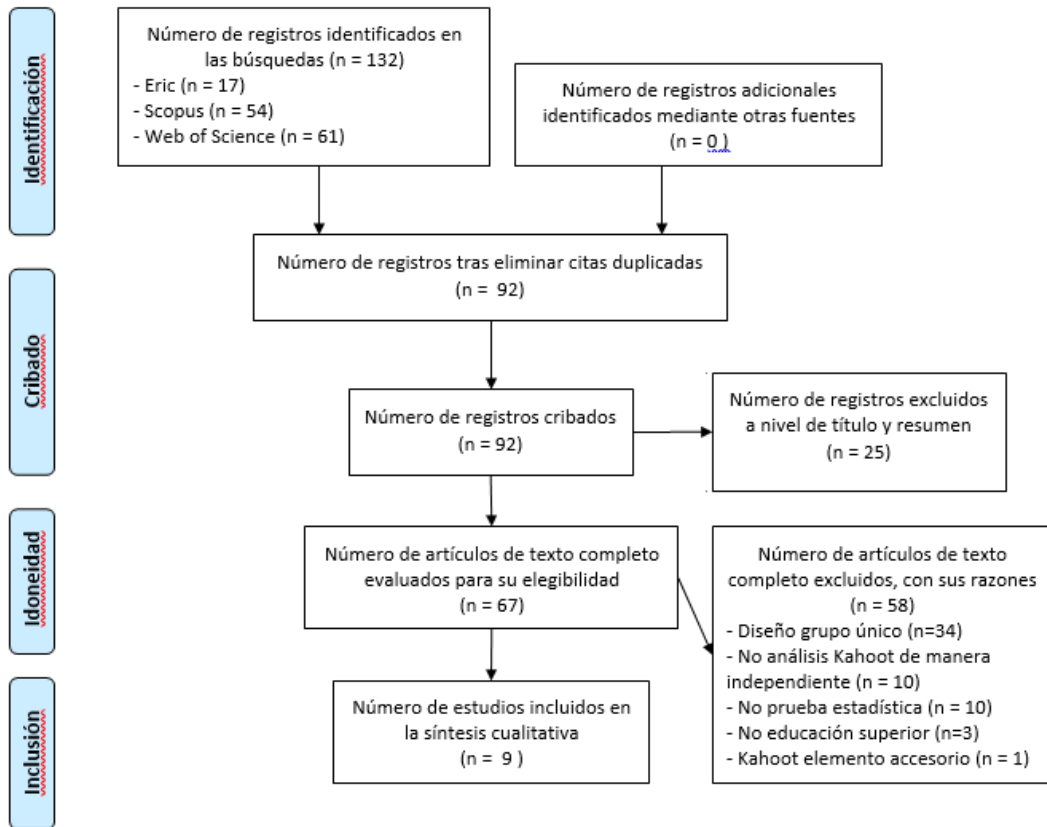 Identificación
Número de registros identificados en
las búsquedas (n = 132)
- Eric (n = 17)
- Scopus (n = 54)
- Web of Science (n = 61)
Número de registros adicionales
identificados mediante otras fuentes
(n = 0 )
Número de registros tras eliminar citas duplicadas
(n =  92)
Cribado
Número de registros cribados
(n = 92)
Número de registros excluidos
a nivel de título y resumen
(n = 25)
Idoneidad
Número de artículos de texto completo
evaluados para su elegibilidad
(n = 67)
Número de artículos de texto
completo excluidos, con sus razones
(n = 58)
- Diseño grupo único (n=34)
- No análisis Kahoot de manera
independiente (n = 10)
- No prueba estadística (n = 10)
- No educación superior (n=3)
- Kahoot elemento accesorio (n = 1)
Inclusión
Número de estudios incluidos en
la síntesis cualitativa
(n =  9 )